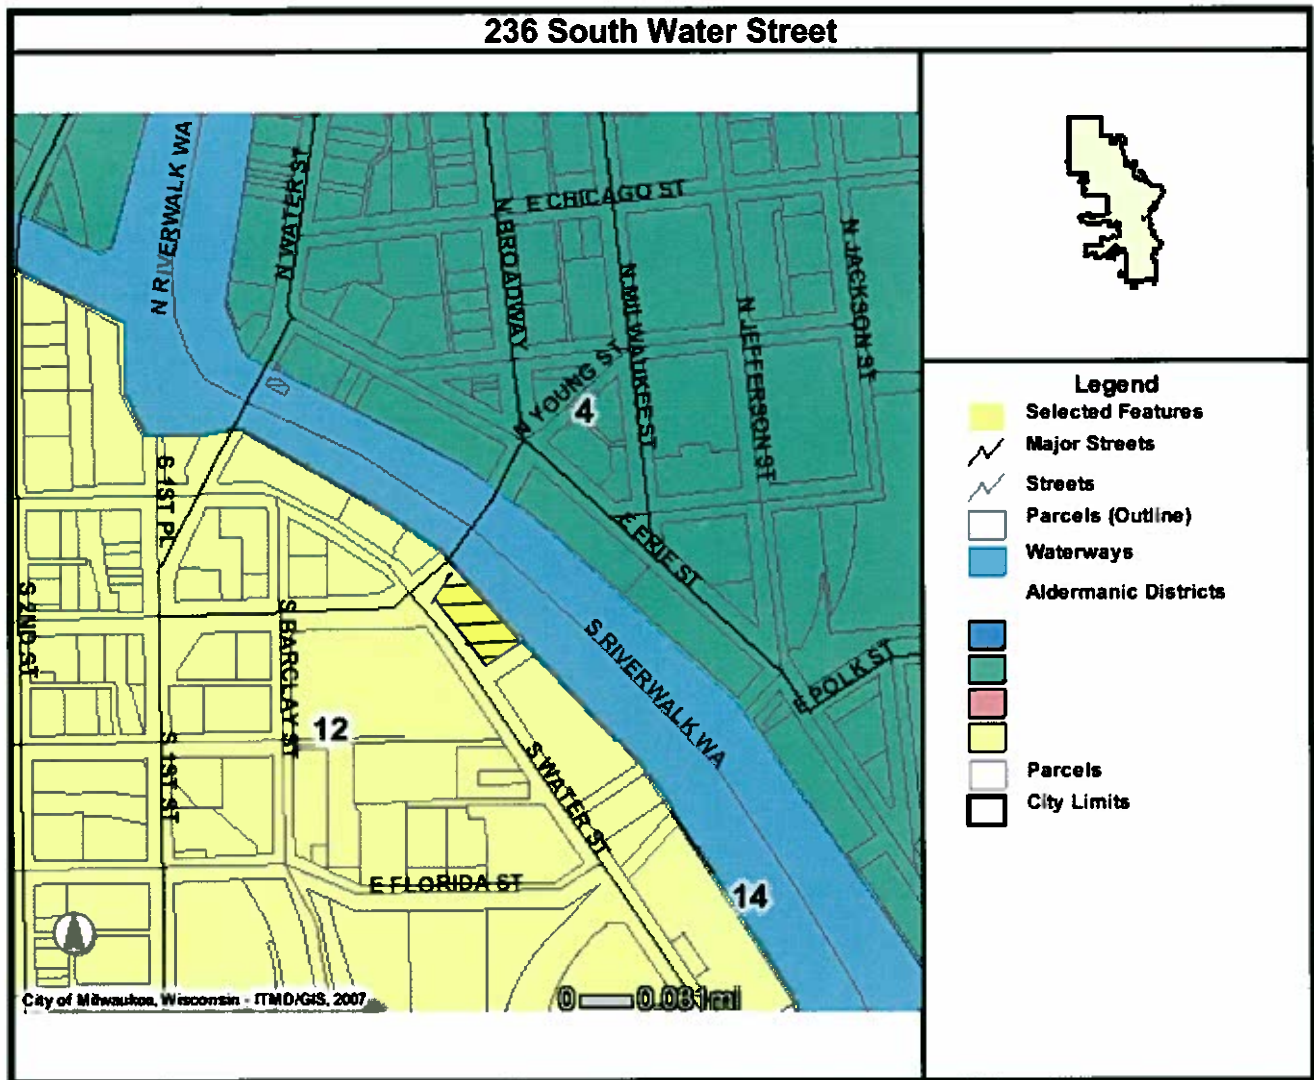 236 South Water Street
N RIVERWALK WA
N WATER ST
N BROADWAY
E CHICAGO ST
N MILWAUKEE ST
N JEFFERSON ST
N JACKSON ST
N YOUNG ST
4
E ERIE ST
E POLK ST
S 1ST PL
S 2ND ST
S BARCLAY ST
12
S 1ST ST
S RIVERWALK WA
S WATER ST
E FLORIDA ST
14
City of Milwaukee, Wisconsin - ITMD/GIS, 2007
0 0.081mi
Legend
Selected Features
Major Streets
Streets
Parcels (Outline)
Waterways
Aldermanic Districts
Parcels
City Limits